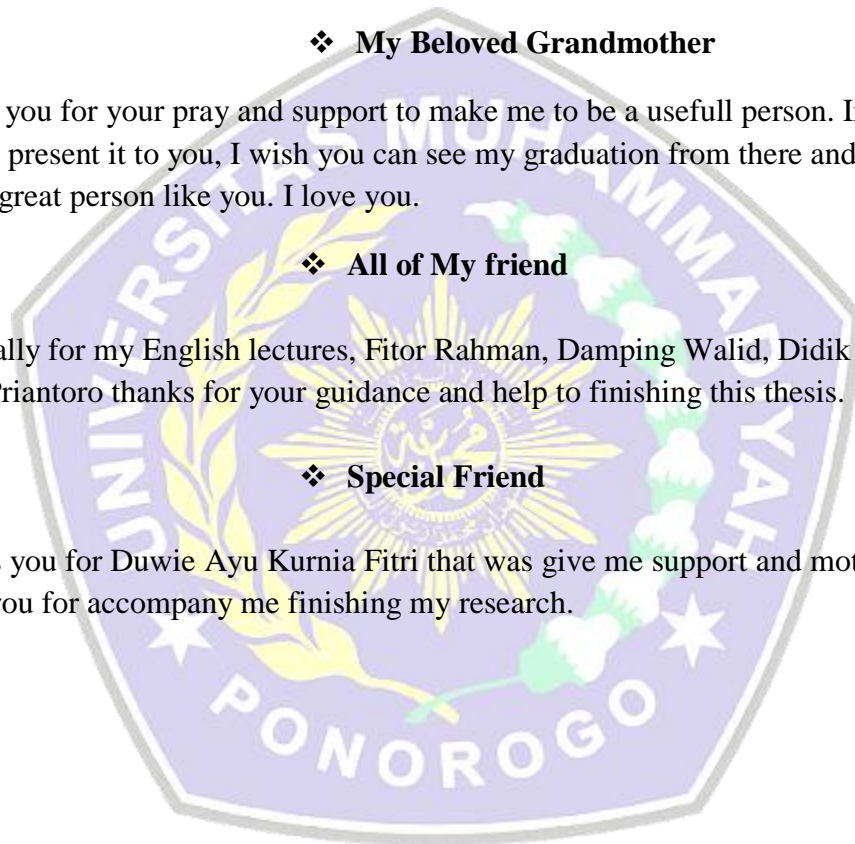 ❖ My Beloved Grandmother
you for your pray and support to make me to be a usefull person.
present it to you, I wish you can see my graduation from there and
great person like you. I love you.
❖ All of My friend
ally for my English lectures, Fitor Rahman, Damping Walid, Didik
Priantoro thanks for your guidance and help to finishing this thesis.
❖ Special Friend
you for Duwie Ayu Kurnia Fitri that was give me support and
you for accompany me finishing my research.
UNIVERSITAS MUHAMMADIYAH
PONOROGO